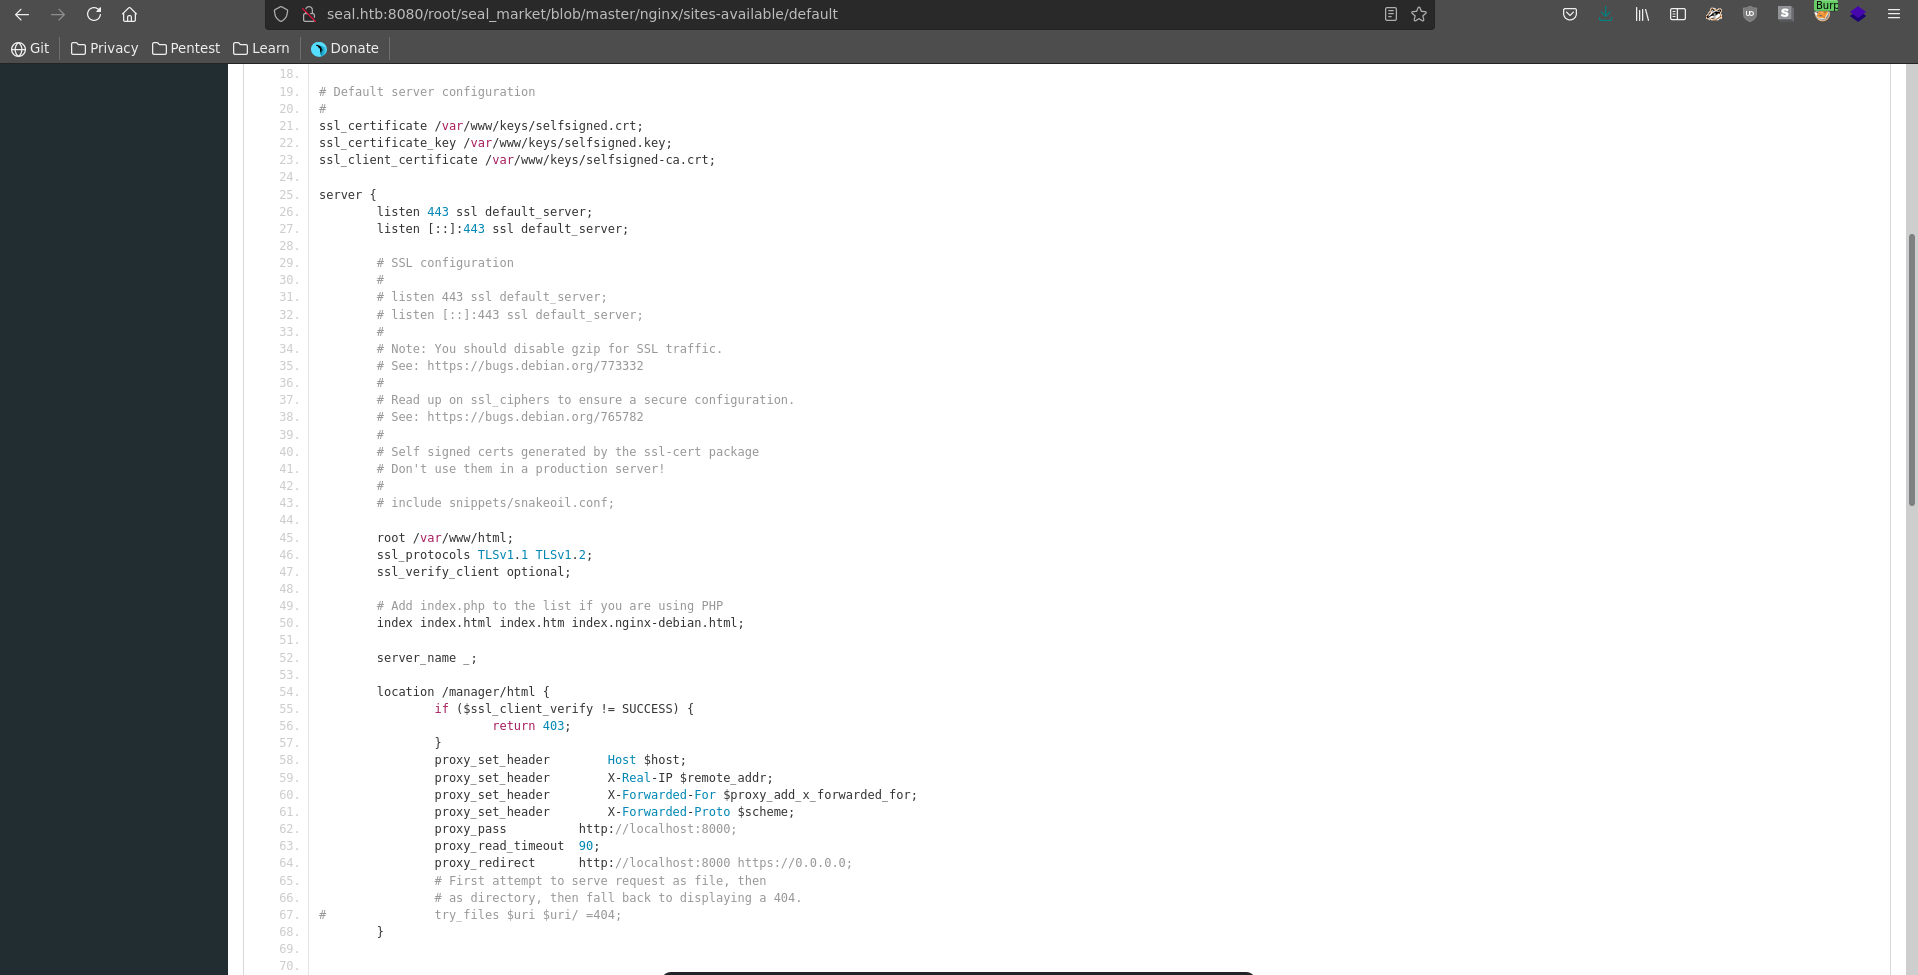 seal.htb:8080/root/seal_market/blob/master/nginx/sites-available/default
Burp
Git Privacy Pentest Learn Donate
18.
19. # Default server configuration
20. #
21. ssl_certificate /var/www/keys/selfsigned.crt;
22. ssl_certificate_key /var/www/keys/selfsigned.key;
23. ssl_client_certificate /var/www/keys/selfsigned-ca.crt;
24.
25. server {
26. listen 443 ssl default_server;
27. listen [::]:443 ssl default_server;
28.
29. # SSL configuration
30. #
31. # listen 443 ssl default_server;
32. # listen [::]:443 ssl default_server;
33. #
34. # Note: You should disable gzip for SSL traffic.
35. # See: https://bugs.debian.org/773332
36. #
37. # Read up on ssl_ciphers to ensure a secure configuration.
38. # See: https://bugs.debian.org/765782
39. #
40. # Self signed certs generated by the ssl-cert package
41. # Don't use them in a production server!
42. #
43. # include snippets/snakeoil.conf;
44.
45. root /var/www/html;
46. ssl_protocols TLSv1.1 TLSv1.2;
47. ssl_verify_client optional;
48.
49. # Add index.php to the list if you are using PHP
50. index index.html index.htm index.nginx-debian.html;
51.
52. server_name _;
53.
54. location /manager/html {
55. if ($ssl_client_verify != SUCCESS) {
56. return 403;
57. }
58. proxy_set_header Host $host;
59. proxy_set_header X-Real-IP $remote_addr;
60. proxy_set_header X-Forwarded-For $proxy_add_x_forwarded_for;
61. proxy_set_header X-Forwarded-Proto $scheme;
62. proxy_pass http://localhost:8000;
63. proxy_read_timeout 90;
64. proxy_redirect http://localhost:8000 https://0.0.0.0;
65. # First attempt to serve request as file, then
66. # as directory, then fall back to displaying a 404.
67. # try_files $uri $uri/ =404;
68. }
69.
70.